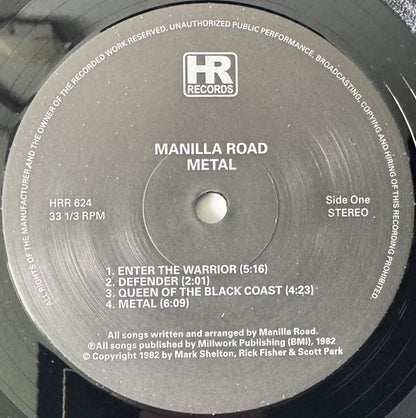 ALL RIGHTS OF THE MANUFACTURER AND THE OWNER OF THE RECORDED WORK RESERVED. UNAUTHORIZED PUBLIC PERFORMANCE, BROADCASTING, COPYING AND HIRING OF THIS RECORDING PROHIBITED.
HR
RECORDS
MANILLA ROAD
METAL
HRR 624
33 1/3 RPM
Side One
STEREO
1. ENTER THE WARRIOR (5:16)
2. DEFENDER (2:01)
3. QUEEN OF THE BLACK COAST (4:23)
4. METAL (6:09)
All songs written and arranged by Manilla Road.
℗All songs published by Millwork Publishing (BMI), 1982
© Copyright 1982 by Mark Shelton, Rick Fisher & Scott Park